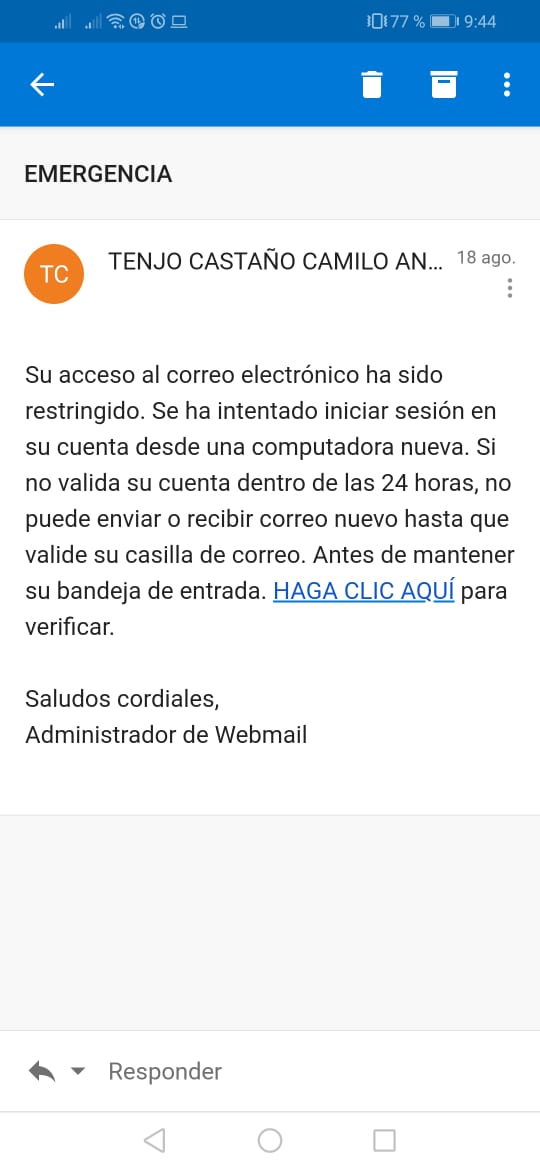 77 % 9:44
EMERGENCIA
TC
TENJO CASTAÑO CAMILO AN... 18 ago.
Su acceso al correo electrónico ha sido
restringido. Se ha intentado iniciar sesión en
su cuenta desde una computadora nueva. Si
no valida su cuenta dentro de las 24 horas, no
puede enviar o recibir correo nuevo hasta que
valide su casilla de correo. Antes de mantener
su bandeja de entrada. HAGA CLIC AQUÍ para
verificar.
Saludos cordiales,
Administrador de Webmail
Responder